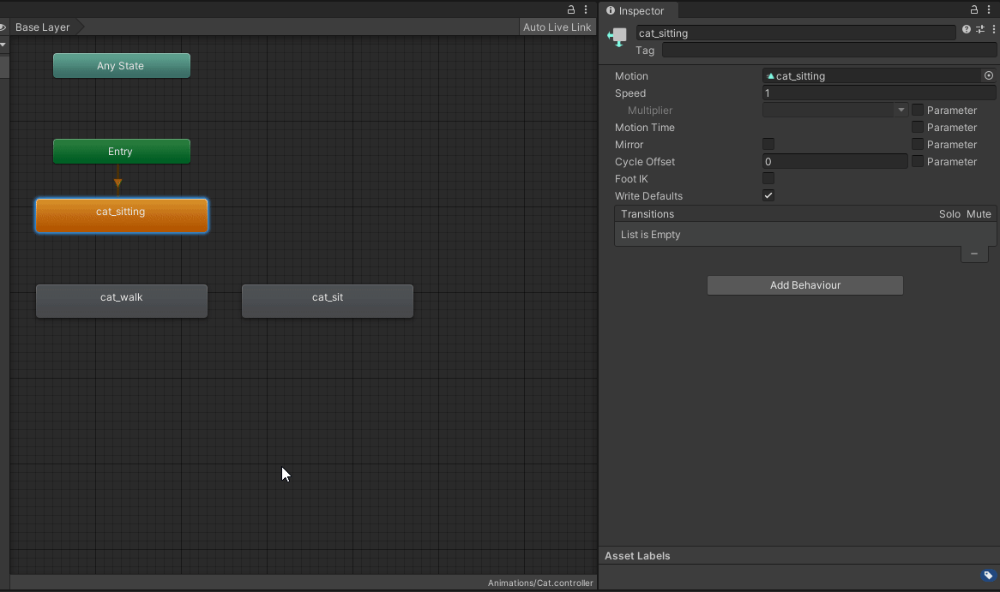 Base Layer
Auto Live Link
Any State
Entry
cat_sitting
cat_walk
cat_sit
Animations/Cat.controller
Inspector
cat_sitting
Tag
Motion cat_sitting
Speed 1
Multiplier Parameter
Motion Time Parameter
Mirror Parameter
Cycle Offset 0 Parameter
Foot IK
Write Defaults
Transitions Solo Mute
List is Empty
Add Behaviour
Asset Labels